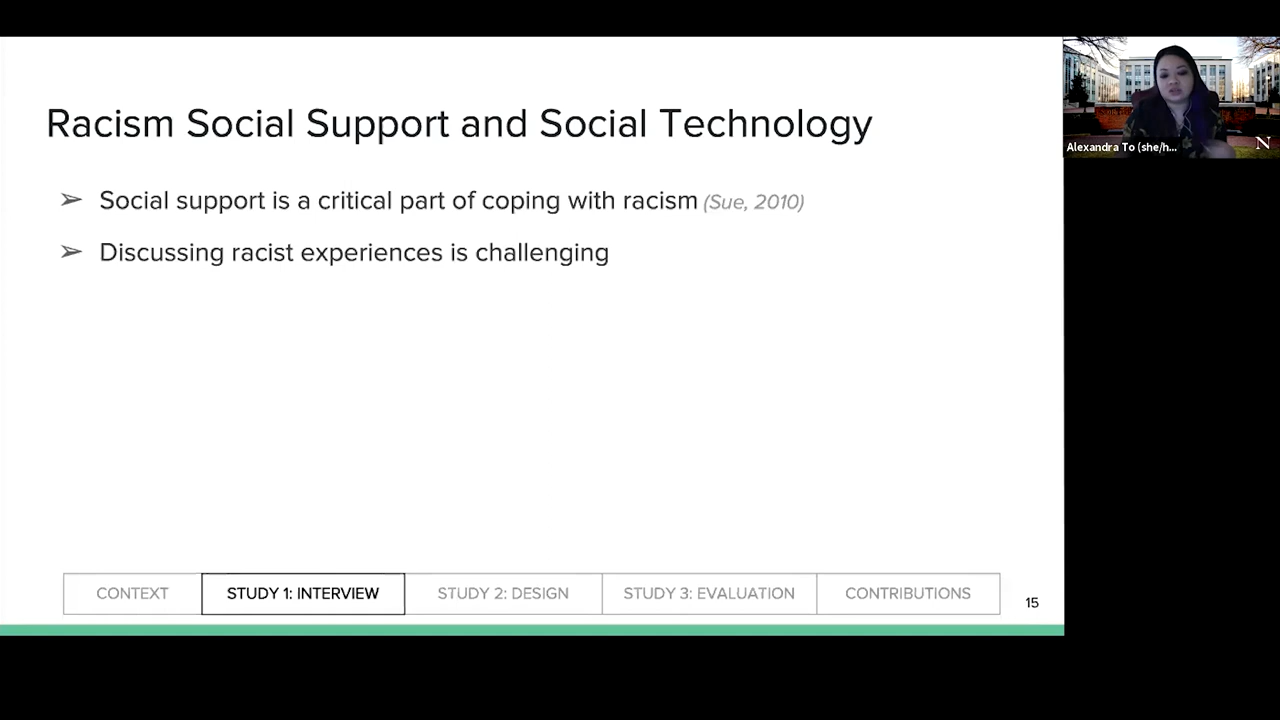 Racism Social Support and Social Technology
➢ Social support is a critical part of coping with racism (Sue, 2010)
➢ Discussing racist experiences is challenging
CONTEXT
STUDY 1: INTERVIEW
STUDY 2: DESIGN
STUDY 3: EVALUATION
CONTRIBUTIONS
15
Alexandra To (she/h...
N